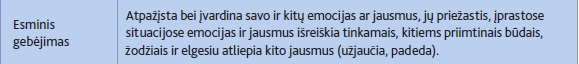 Esminis
gebėjimas
Atpažįsta bei įvardina savo ir kitų emocijas ar jausmus, jų priežastis, įprastose
situacijose emocijas ir jausmus išreiškia tinkamais, kitiems priimtinais būdais,
žodžiais ir elgesiu atliepia kito jausmus (užjaučia, padeda).